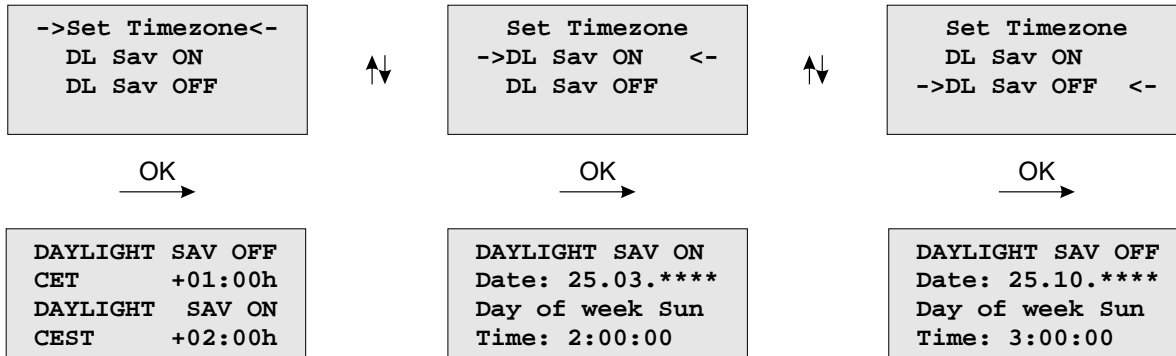 ->Set Timezone<-
DL Sav ON
DL Sav OFF
Set Timezone
->DL Sav ON <-
DL Sav OFF
Set Timezone
DL Sav ON
->DL Sav OFF <-
OK
OK
OK
DAYLIGHT SAV OFF
CET +01:00h
DAYLIGHT SAV ON
CEST +02:00h
DAYLIGHT SAV ON
Date: 25.03.****
Day of week Sun
Time: 2:00:00
DAYLIGHT SAV OFF
Date: 25.10.****
Day of week Sun
Time: 3:00:00